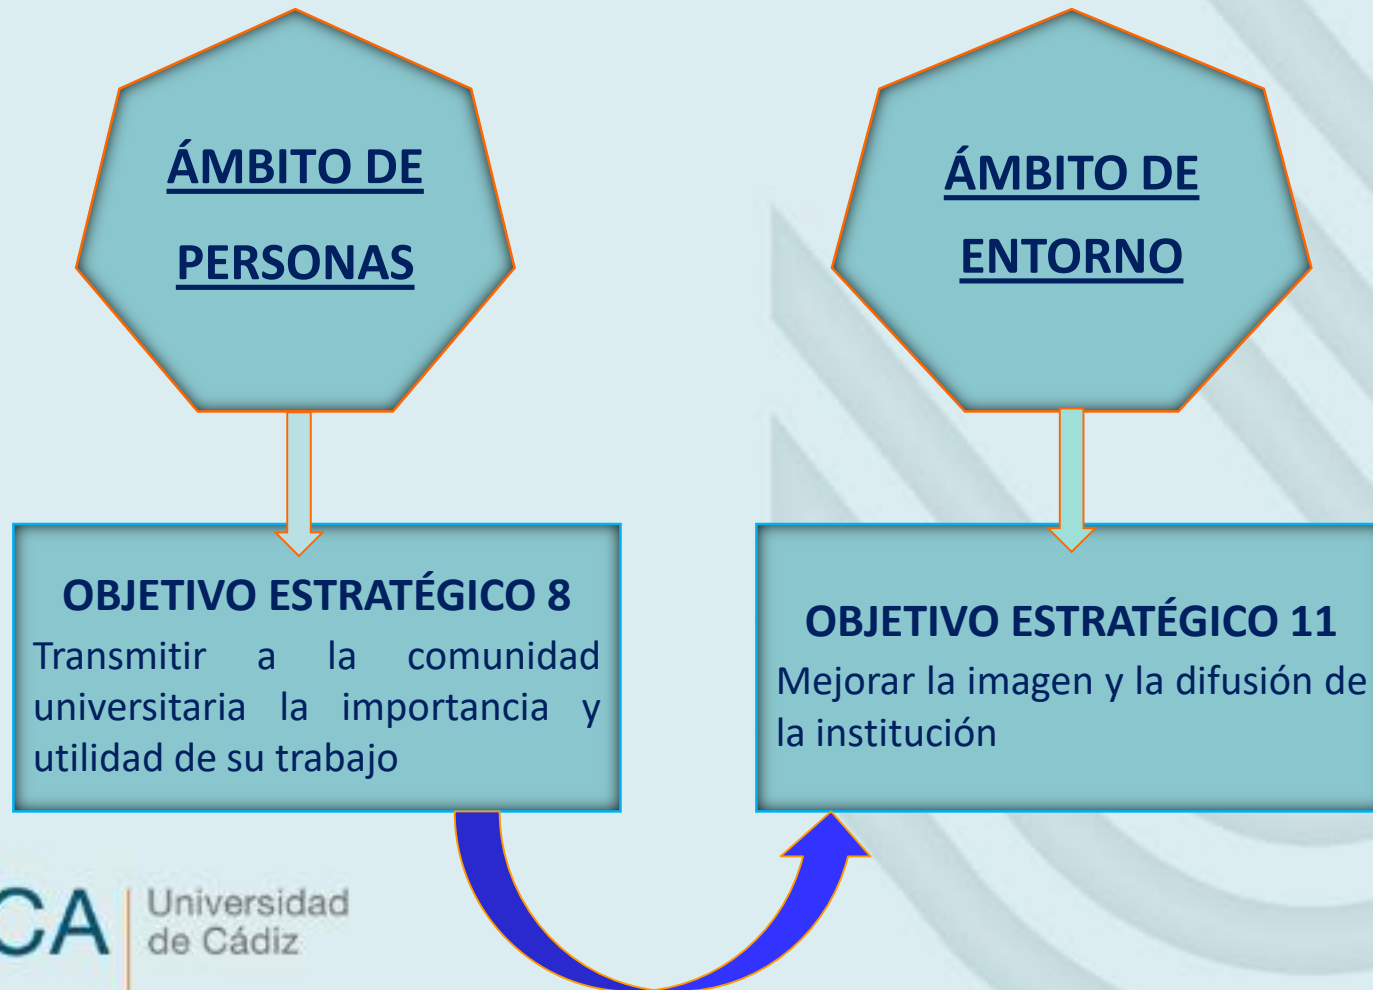 ÁMBITO DE
PERSONAS
ÁMBITO DE
ENTORNO
OBJETIVO ESTRATÉGICO 8
Transmitir a la comunidad
universitaria la importancia y
utilidad de su trabajo
OBJETIVO ESTRATÉGICO 11
Mejorar la imagen y la difusión de
la institución
CA
Universidad
de Cádiz